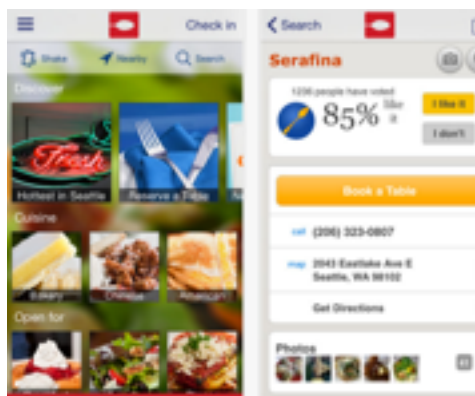 Check in
Shake
Nearby
Search
Discover
Fresh
Hottest in Seattle
Reserve a Table
Cuisine
Bakery
Chinese
American
Open for
Search
Serafina
1236 people have voted
85% like it
I like it
I don't
Book a Table
call (206) 323-0807
map 2043 Eastlake Ave E
Seattle, WA 98102
Get Directions
Photos